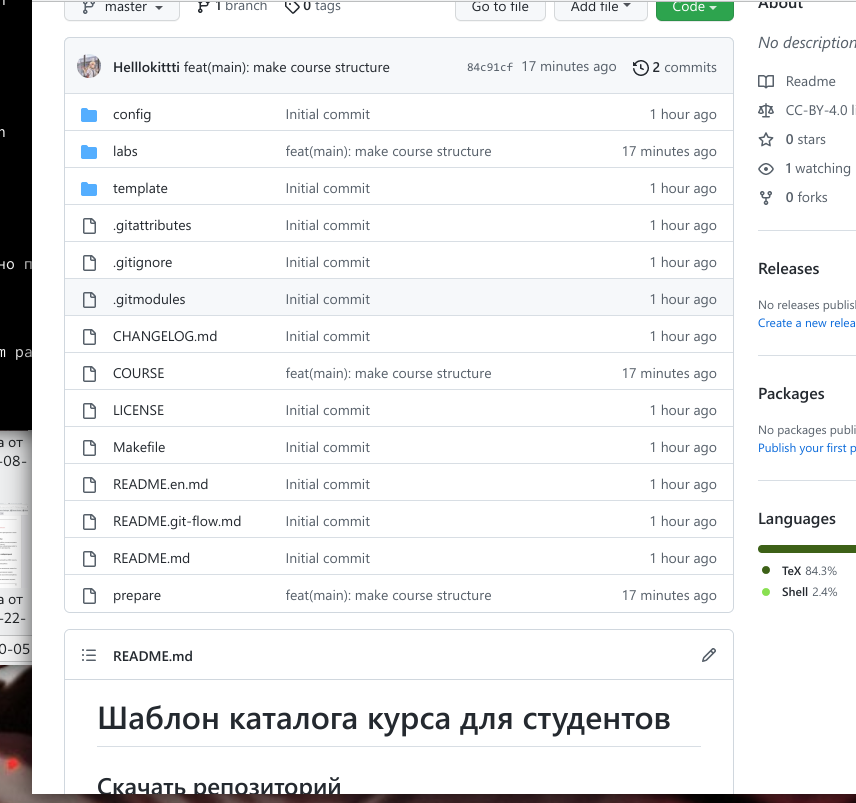 master
1 branch
0 tags
Go to file
Add file
Code
About
Helllokittti feat(main): make course structure
84c91cf 17 minutes ago
2 commits
No description
config Initial commit 1 hour ago
labs feat(main): make course structure 17 minutes ago
template Initial commit 1 hour ago
.gitattributes Initial commit 1 hour ago
.gitignore Initial commit 1 hour ago
.gitmodules Initial commit 1 hour ago
CHANGELOG.md Initial commit 1 hour ago
COURSE feat(main): make course structure 17 minutes ago
LICENSE Initial commit 1 hour ago
Makefile Initial commit 1 hour ago
README.en.md Initial commit 1 hour ago
README.git-flow.md Initial commit 1 hour ago
README.md Initial commit 1 hour ago
prepare feat(main): make course structure 17 minutes ago
README.md
Шаблон каталога курса для студентов
Скачать репозиторий
Readme
CC-BY-4.0 li
0 stars
1 watching
0 forks
Releases
No releases publis
Create a new relea
Packages
No packages publi
Publish your first p
Languages
TeX 84.3%
Shell 2.4%
но п
m ра
а от
-08-
а от
-22-
0-05